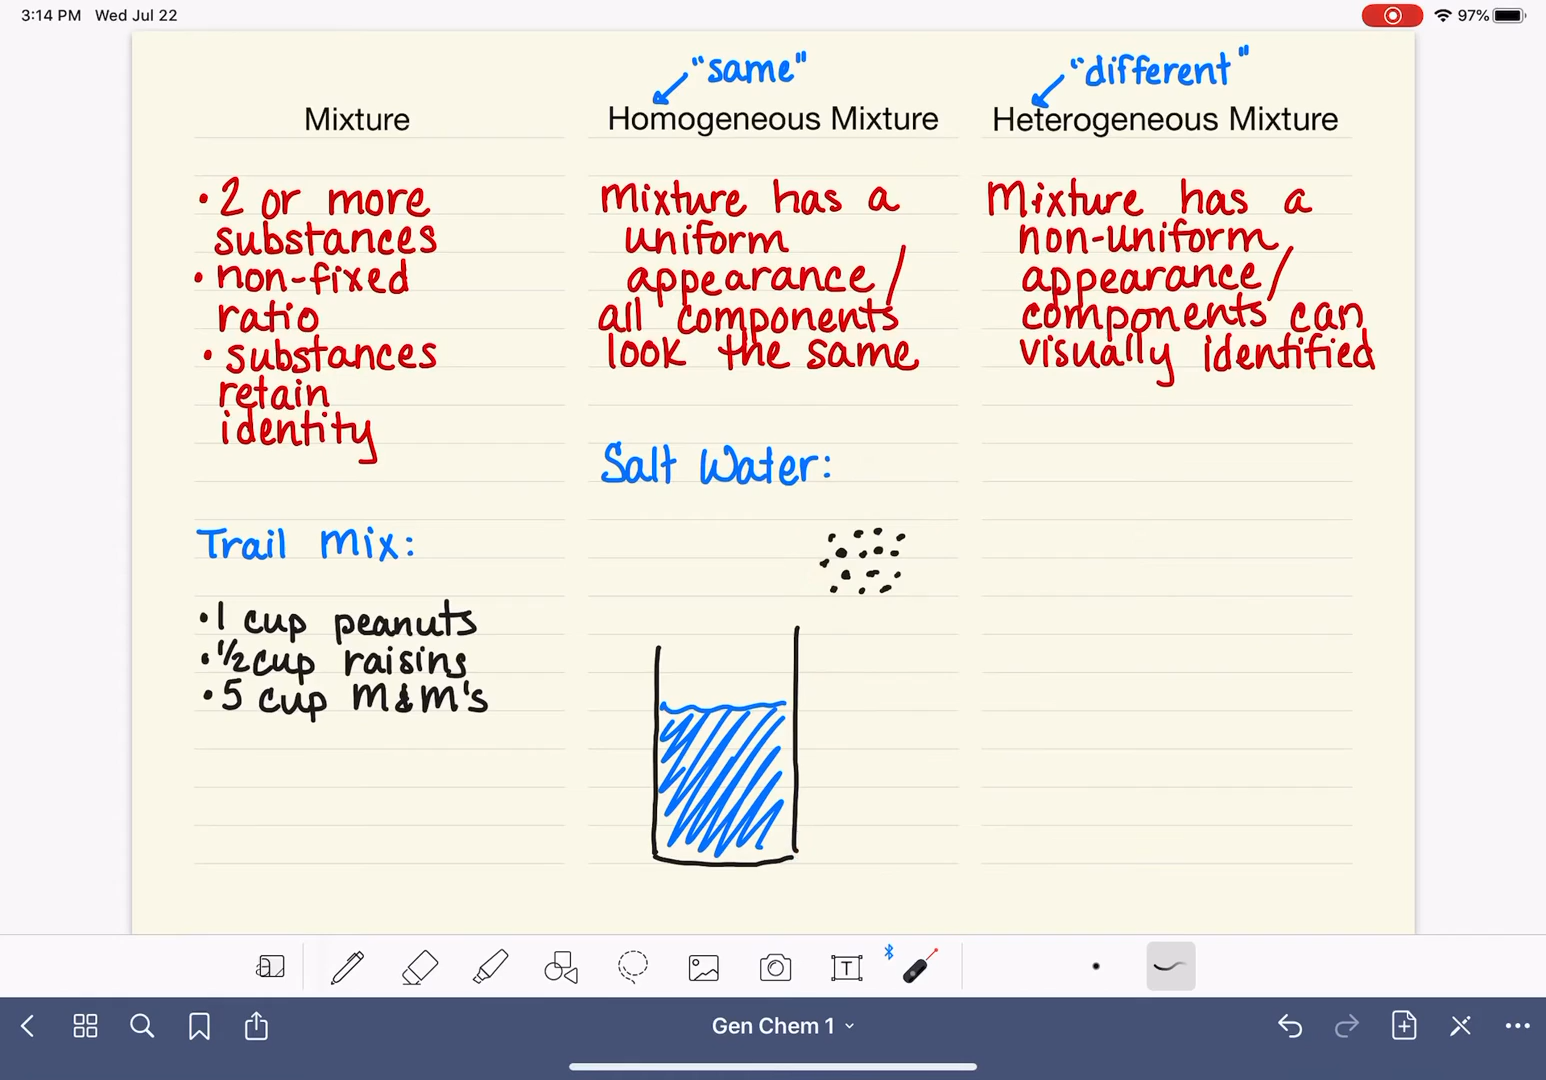 3:14 PM Wed Jul 22
97%
"same"
"different"
Mixture
Homogeneous Mixture
Heterogeneous Mixture
• 2 or more
substances
• non-fixed
ratio
• substances
retain
identity
Trail Mix:
• 1 cup peanuts
• ½ cup raisins
• 5 cup M&M's
Mixture has a
uniform
appearance/
all components
look the same
Salt Water:
Mixture has a
non-uniform
appearance/
components can
visually identified
T
Gen Chem 1